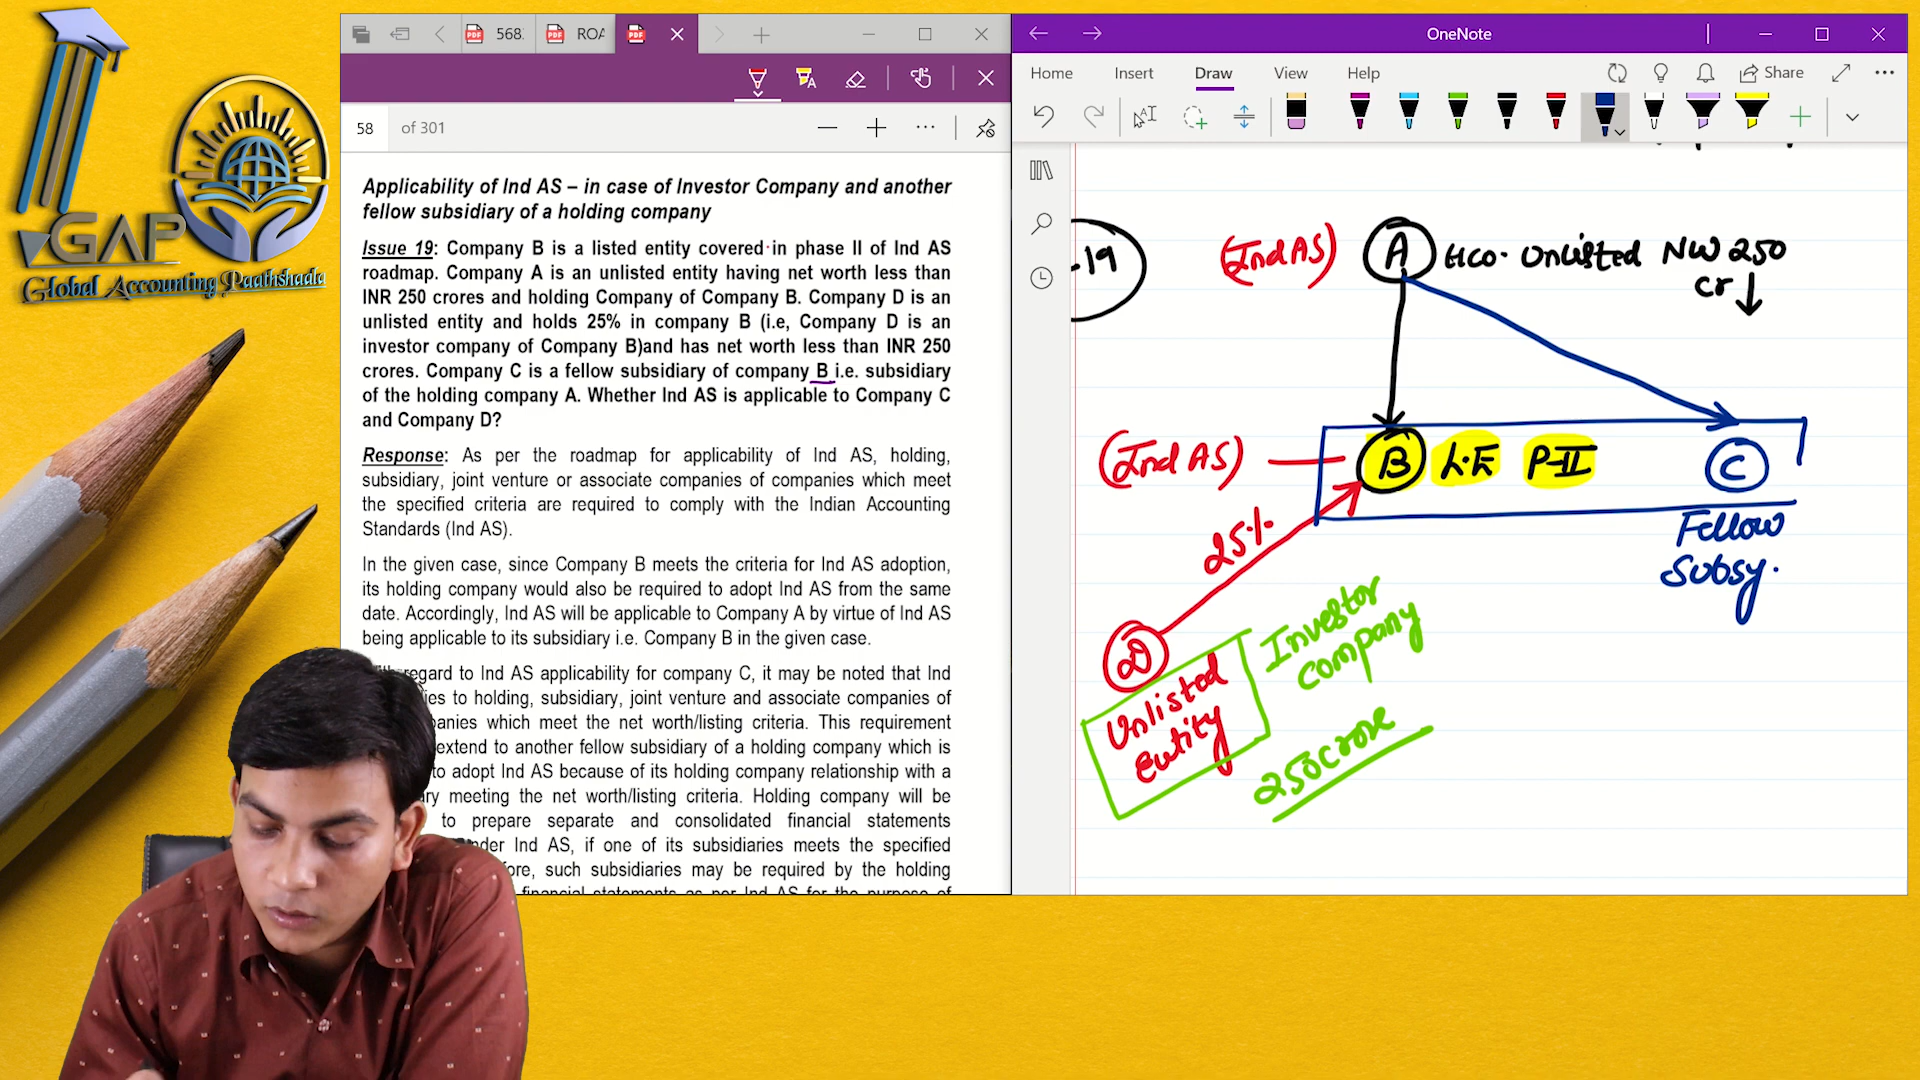 GAP
Global Accounting Paathshada
568
ROA
58
of 301
Applicability of Ind AS – in case of Investor Company and another
fellow subsidiary of a holding company
Issue 19: Company B is a listed entity covered in phase II of Ind AS
roadmap. Company A is an unlisted entity having net worth less than
INR 250 crores and holding Company of Company B. Company D is an
unlisted entity and holds 25% in company B (i.e, Company D is an
investor company of Company B)and has net worth less than INR 250
crores. Company C is a fellow subsidiary of company B i.e. subsidiary
of the holding company A. Whether Ind AS is applicable to Company C
and Company D?
Response: As per the roadmap for applicability of Ind AS, holding,
subsidiary, joint venture or associate companies of companies which meet
the specified criteria are required to comply with the Indian Accounting
Standards (Ind AS).
In the given case, since Company B meets the criteria for Ind AS adoption,
its holding company would also be required to adopt Ind AS from the same
date. Accordingly, Ind AS will be applicable to Company A by virtue of Ind AS
being applicable to its subsidiary i.e. Company B in the given case.
regard to Ind AS applicability for company C, it may be noted that Ind
to holding, subsidiary, joint venture and associate companies of
which meet the net worth/listing criteria. This requirement
extend to another fellow subsidiary of a holding company which is
to adopt Ind AS because of its holding company relationship with a
meeting the net worth/listing criteria. Holding company will be
to prepare separate and consolidated financial statements
Ind AS, if one of its subsidiaries meets the specified
such subsidiaries may be required by the holding
financial statements as per Ind AS for the purpose of
OneNote
Home Insert Draw View Help
Share
-19
(Ind AS) A HCo. Unlisted NW 250
Cr ↓
(Ind AS) B L.E P-II C
25%
Fellow
Subsy.
D
Unlisted
Entity
Investor
Company
250 crore